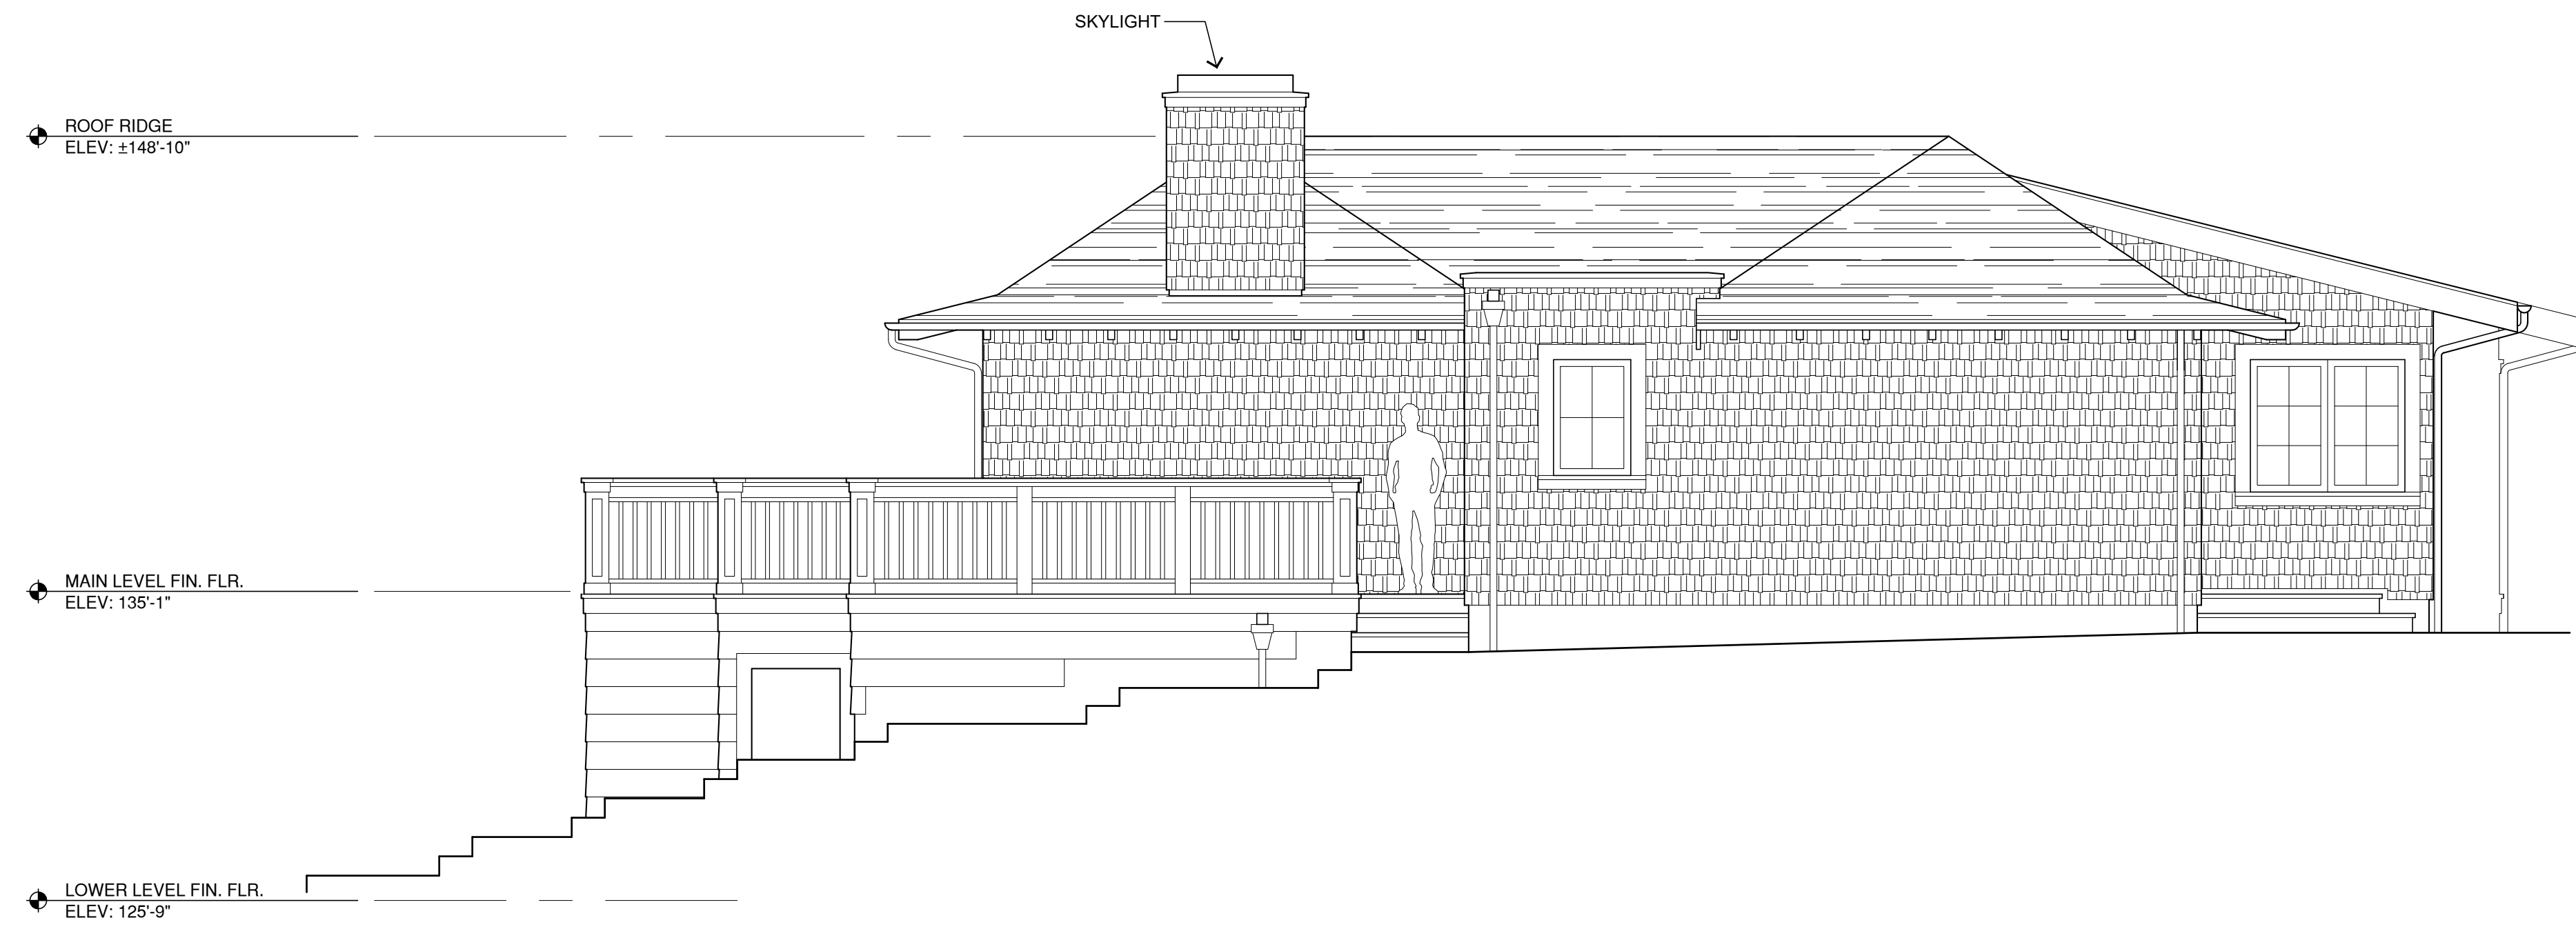 SKYLIGHT
ROOF RIDGE
ELEV: ±148'-10"
MAIN LEVEL FIN. FLR.
ELEV: 135'-1"
LOWER LEVEL FIN. FLR.
ELEV: 125'-9"